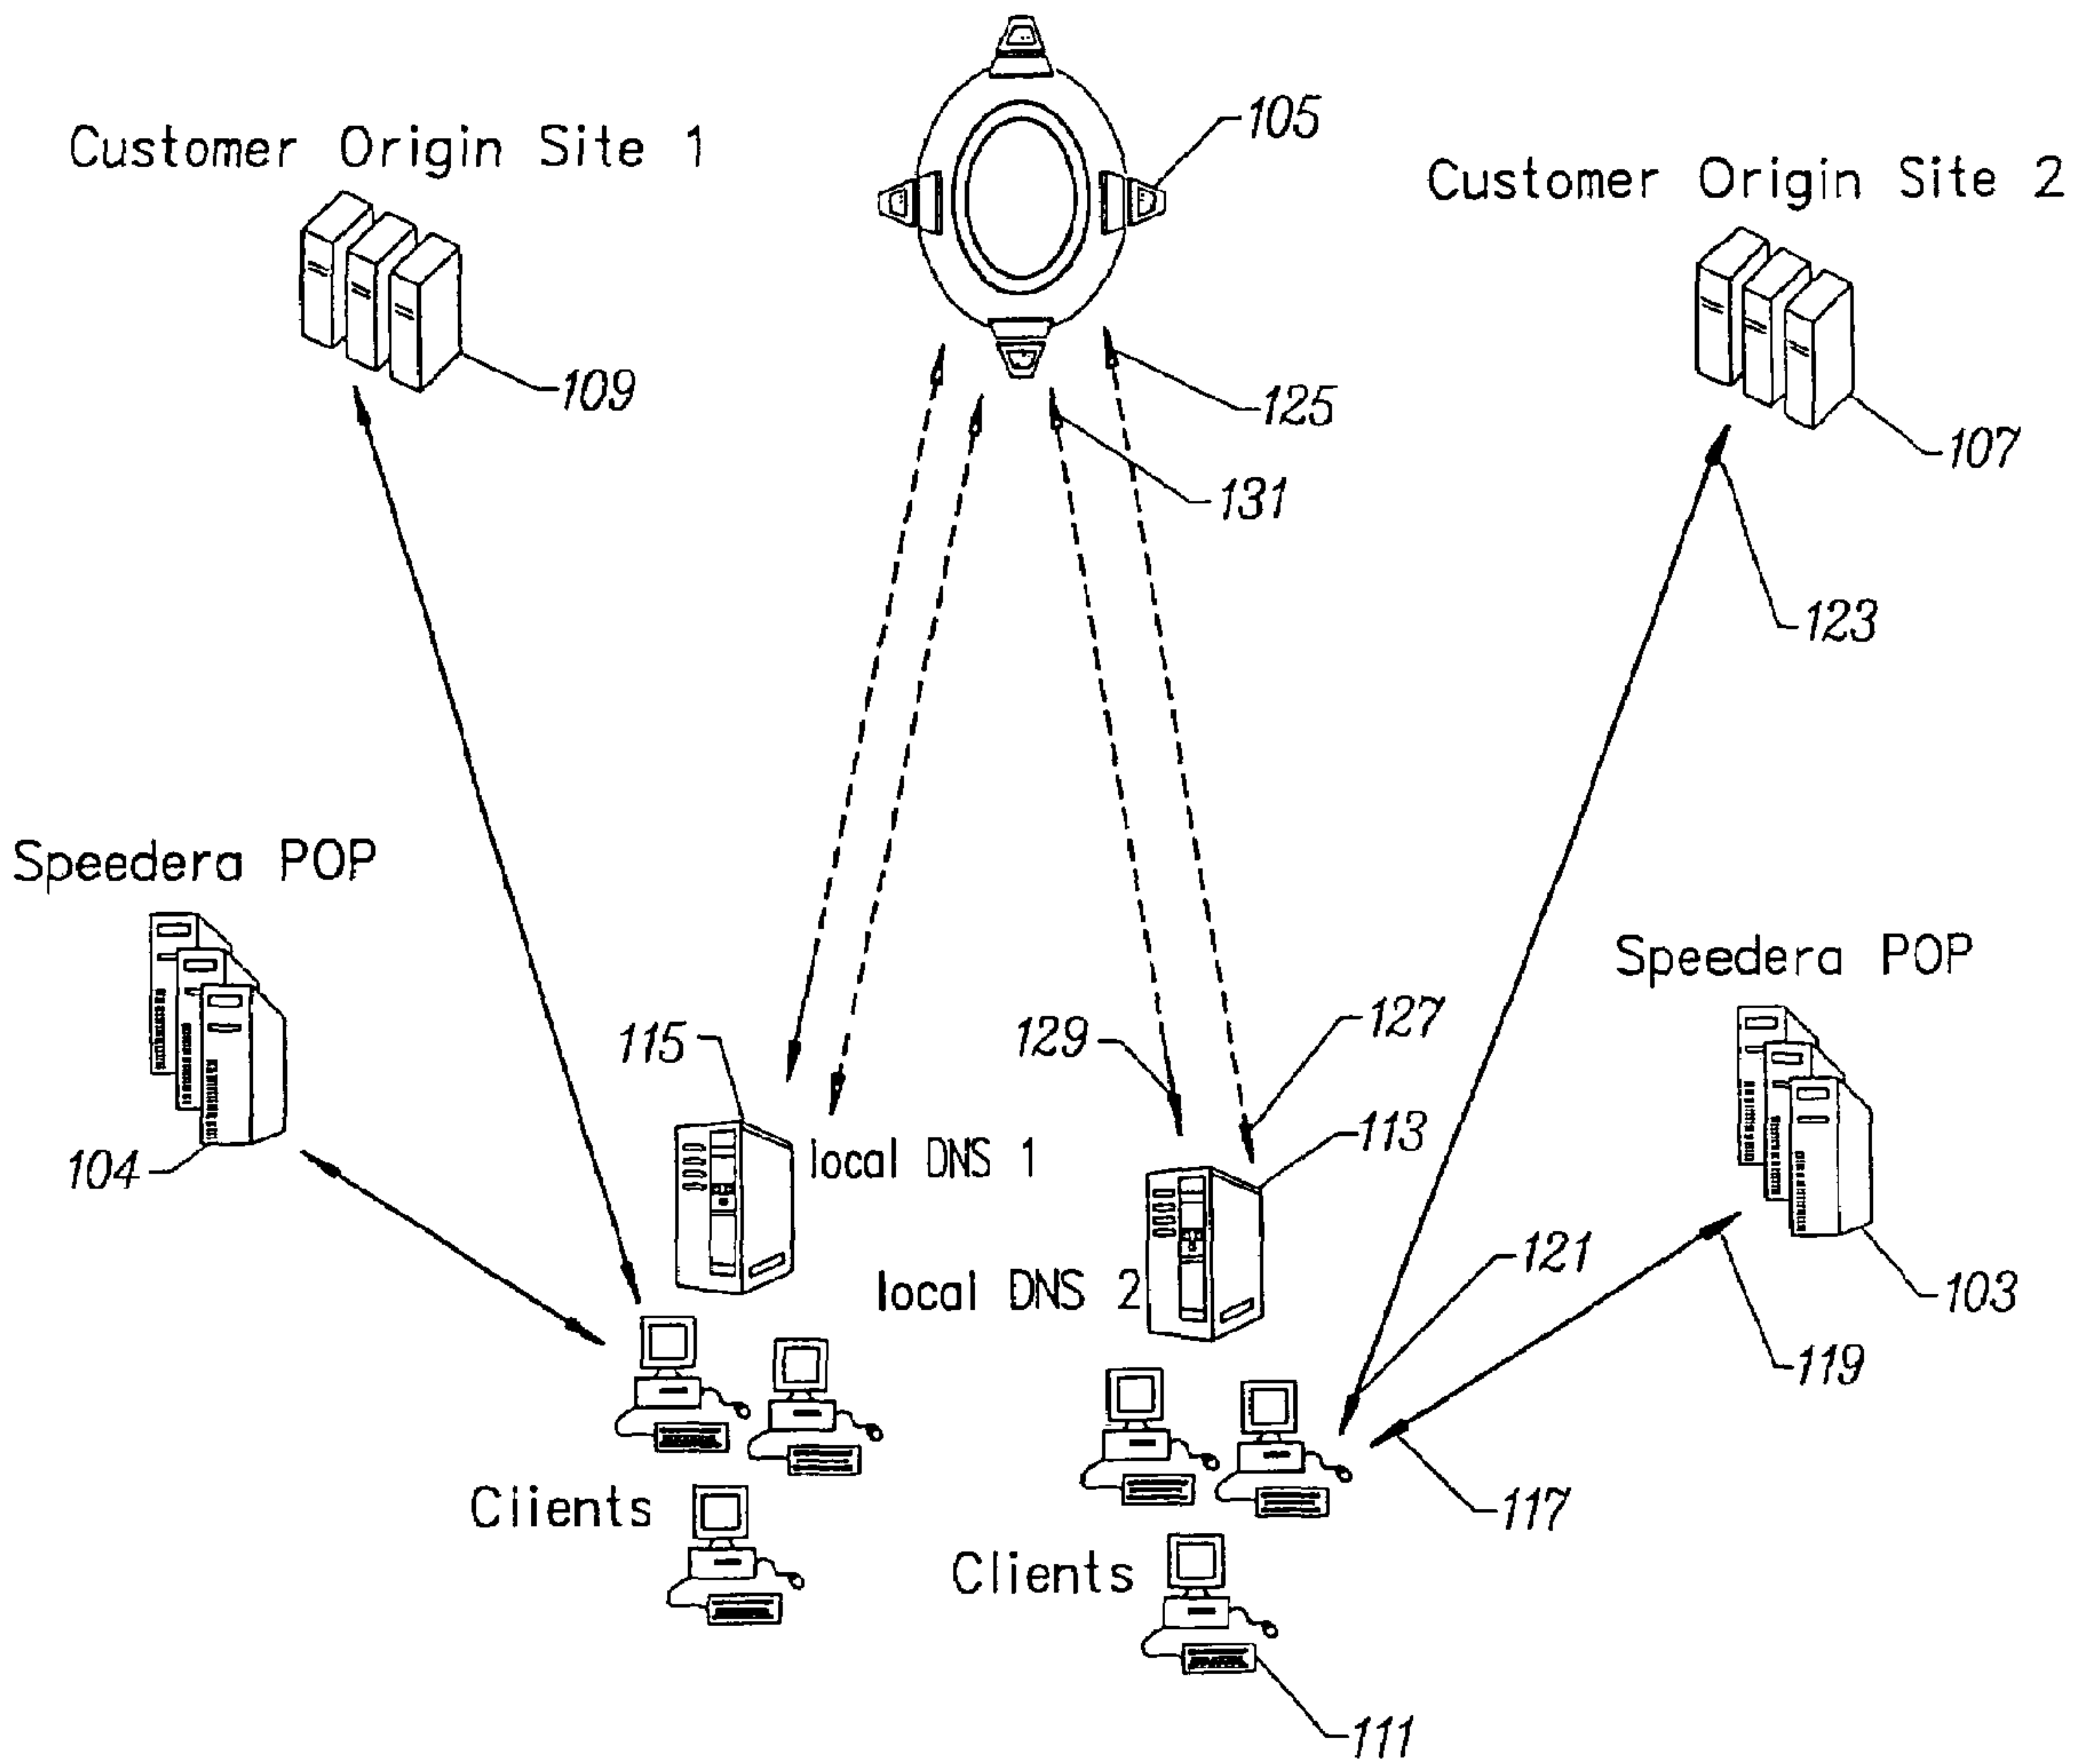 105
Customer Origin Site 1
Customer Origin Site 2
109
125
107
131
123
Speedera POP
Speedera POP
127
129
115
113
104
local DNS 1
121
local DNS 2
103
119
Clients
117
Clients
111